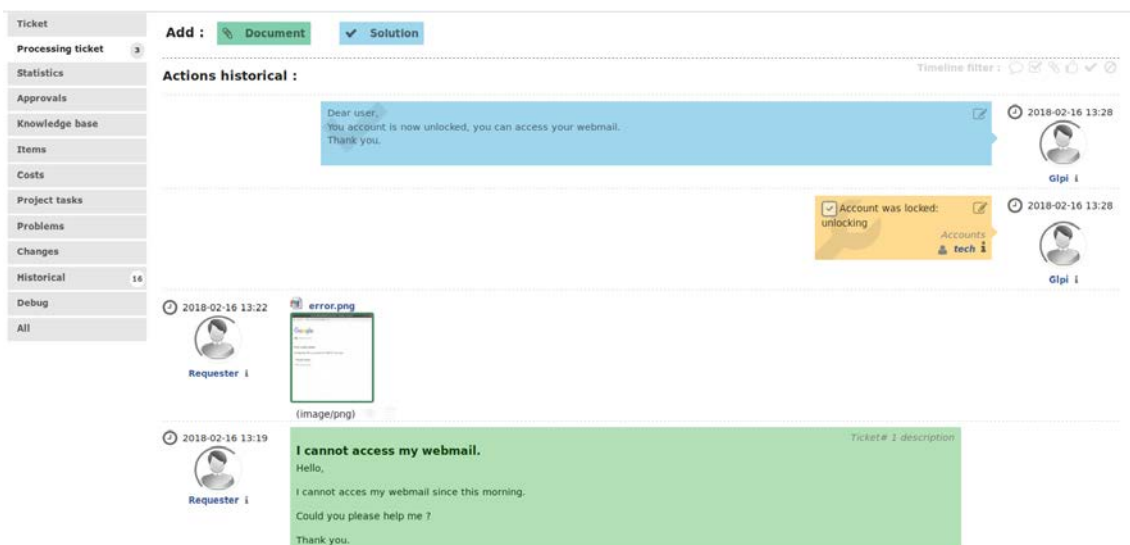 Ticket
Processing ticket 3
Statistics
Approvals
Knowledge base
Items
Costs
Project tasks
Problems
Changes
Historical 16
Debug
All
Add : Document Solution
Actions historical :
Timeline filter :
Dear user,
You account is now unlocked, you can access your webmail.
Thank you.
2018-02-16 13:28
Glpi i
Account was locked:
unlocking
Accounts
tech i
2018-02-16 13:28
Glpi i
2018-02-16 13:22
Requester i
error.png
Google
(image/png)
2018-02-16 13:19
Requester i
Ticket# 1 description
I cannot access my webmail.
Hello,
I cannot acces my webmail since this morning.
Could you please help me ?
Thank you.